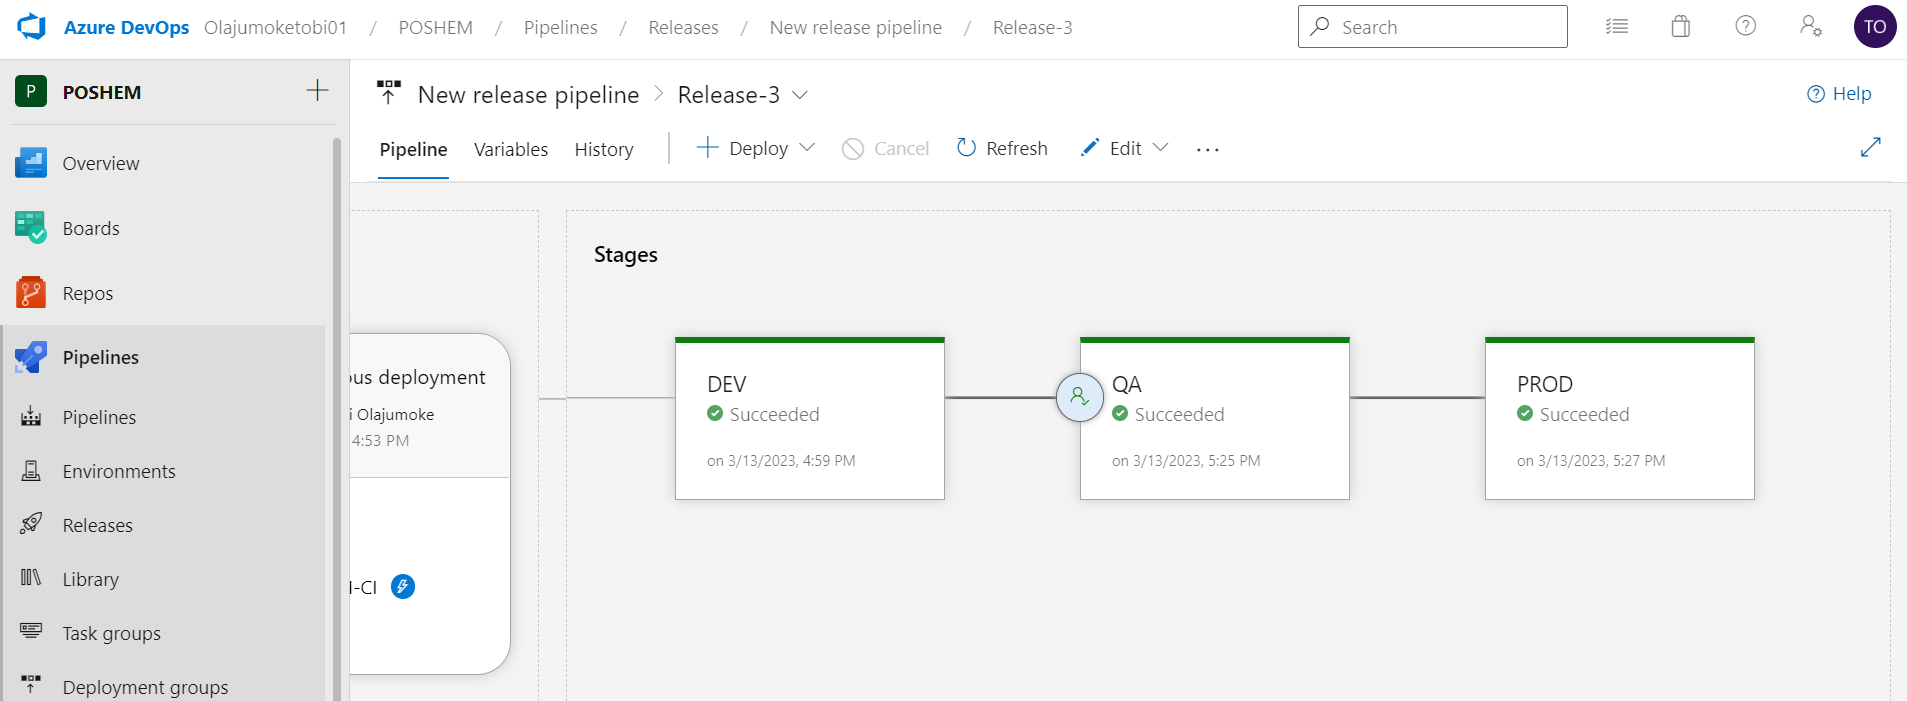 Azure DevOps Olajumoketobi01 / POSHEM / Pipelines / Releases / New release pipeline / Release-3
Search
TO
P POSHEM
Overview
Boards
Repos
Pipelines
Pipelines
Environments
Releases
Library
Task groups
Deployment groups
New release pipeline > Release-3
Help
Pipeline Variables History Deploy Cancel Refresh Edit ...
ous deployment
i Olajumoke
4:53 PM
I-CI
Stages
DEV
Succeeded
on 3/13/2023, 4:59 PM
QA
Succeeded
on 3/13/2023, 5:25 PM
PROD
Succeeded
on 3/13/2023, 5:27 PM